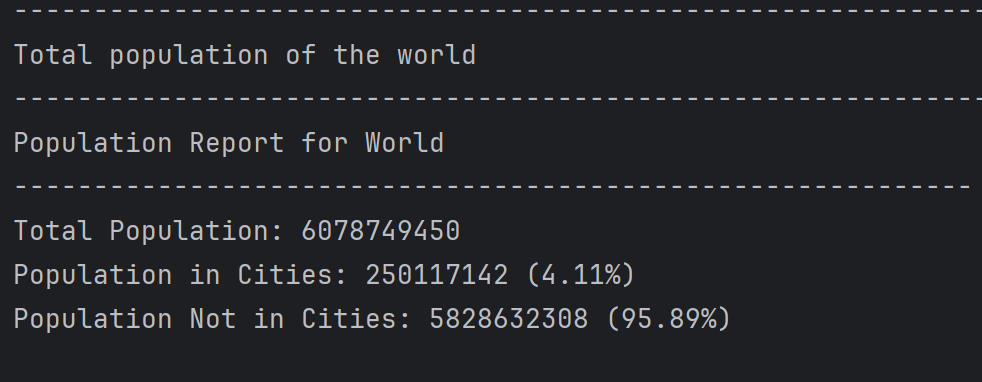 -------------------------------------------------------------
Total population of the world
-------------------------------------------------------------
Population Report for World
------------------------------------------------------------
Total Population: 6078749450
Population in Cities: 250117142 (4.11%)
Population Not in Cities: 5828632308 (95.89%)